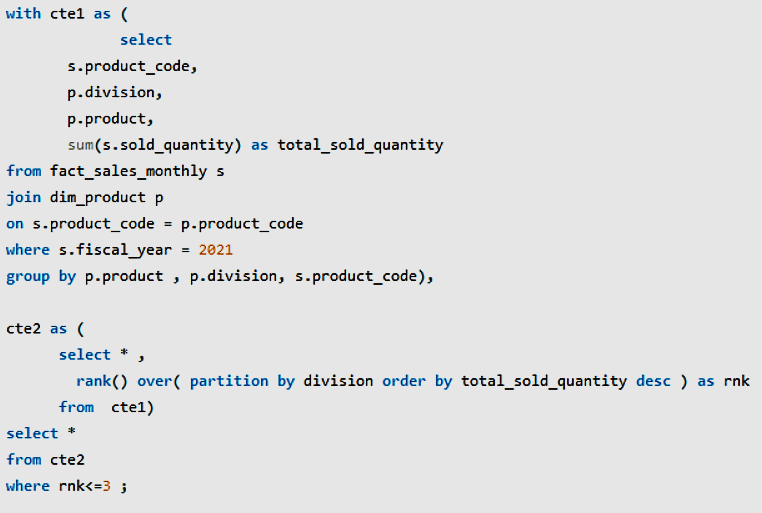 with cte1 as (
select
s.product_code,
p.division,
p.product,
sum(s.sold_quantity) as total_sold_quantity
from fact_sales_monthly s
join dim_product p
on s.product_code = p.product_code
where s.fiscal_year = 2021
group by p.product , p.division, s.product_code),
cte2 as (
select * ,
rank() over( partition by division order by total_sold_quantity desc ) as rnk
from  cte1)
select *
from cte2
where rnk<=3 ;